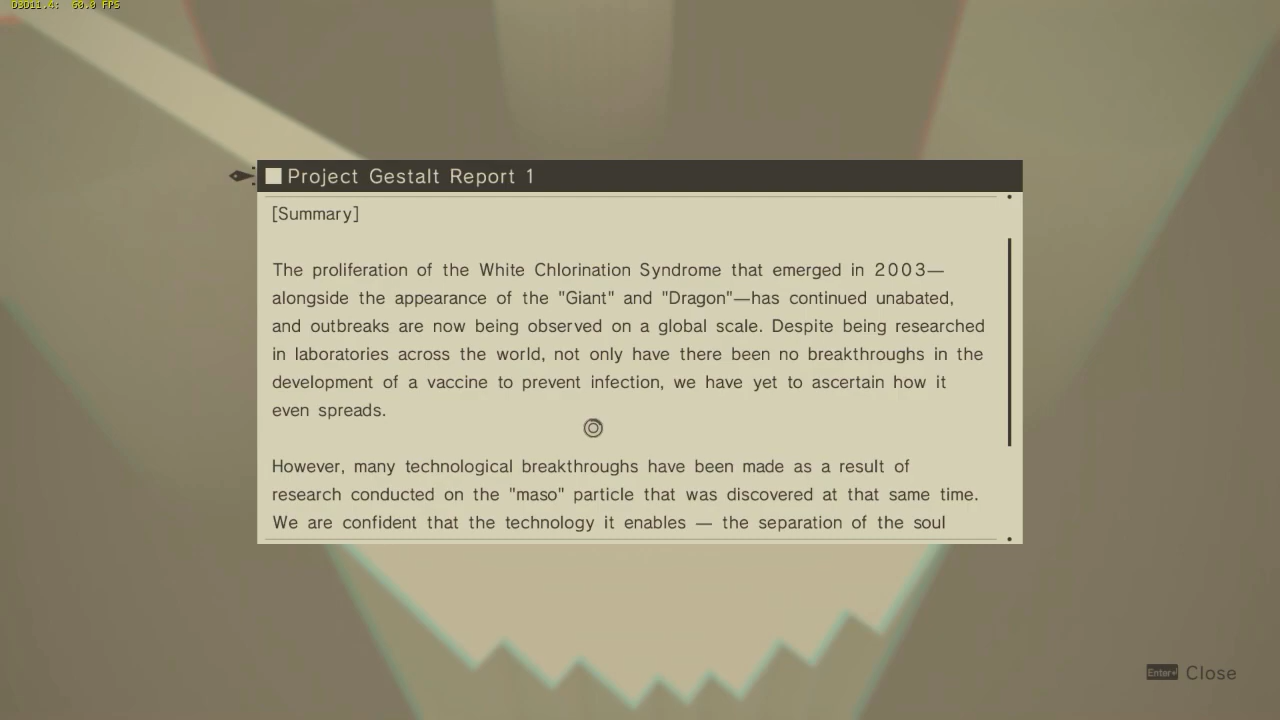 D3D11.4: 60.0 FPS
Project Gestalt Report 1
[Summary]
The proliferation of the White Chlorination Syndrome that emerged in 2003—
alongside the appearance of the "Giant" and "Dragon"—has continued unabated,
and outbreaks are now being observed on a global scale. Despite being researched
in laboratories across the world, not only have there been no breakthroughs in the
development of a vaccine to prevent infection, we have yet to ascertain how it
even spreads.
However, many technological breakthroughs have been made as a result of
research conducted on the "maso" particle that was discovered at that same time.
We are confident that the technology it enables — the separation of the soul
Enter Close